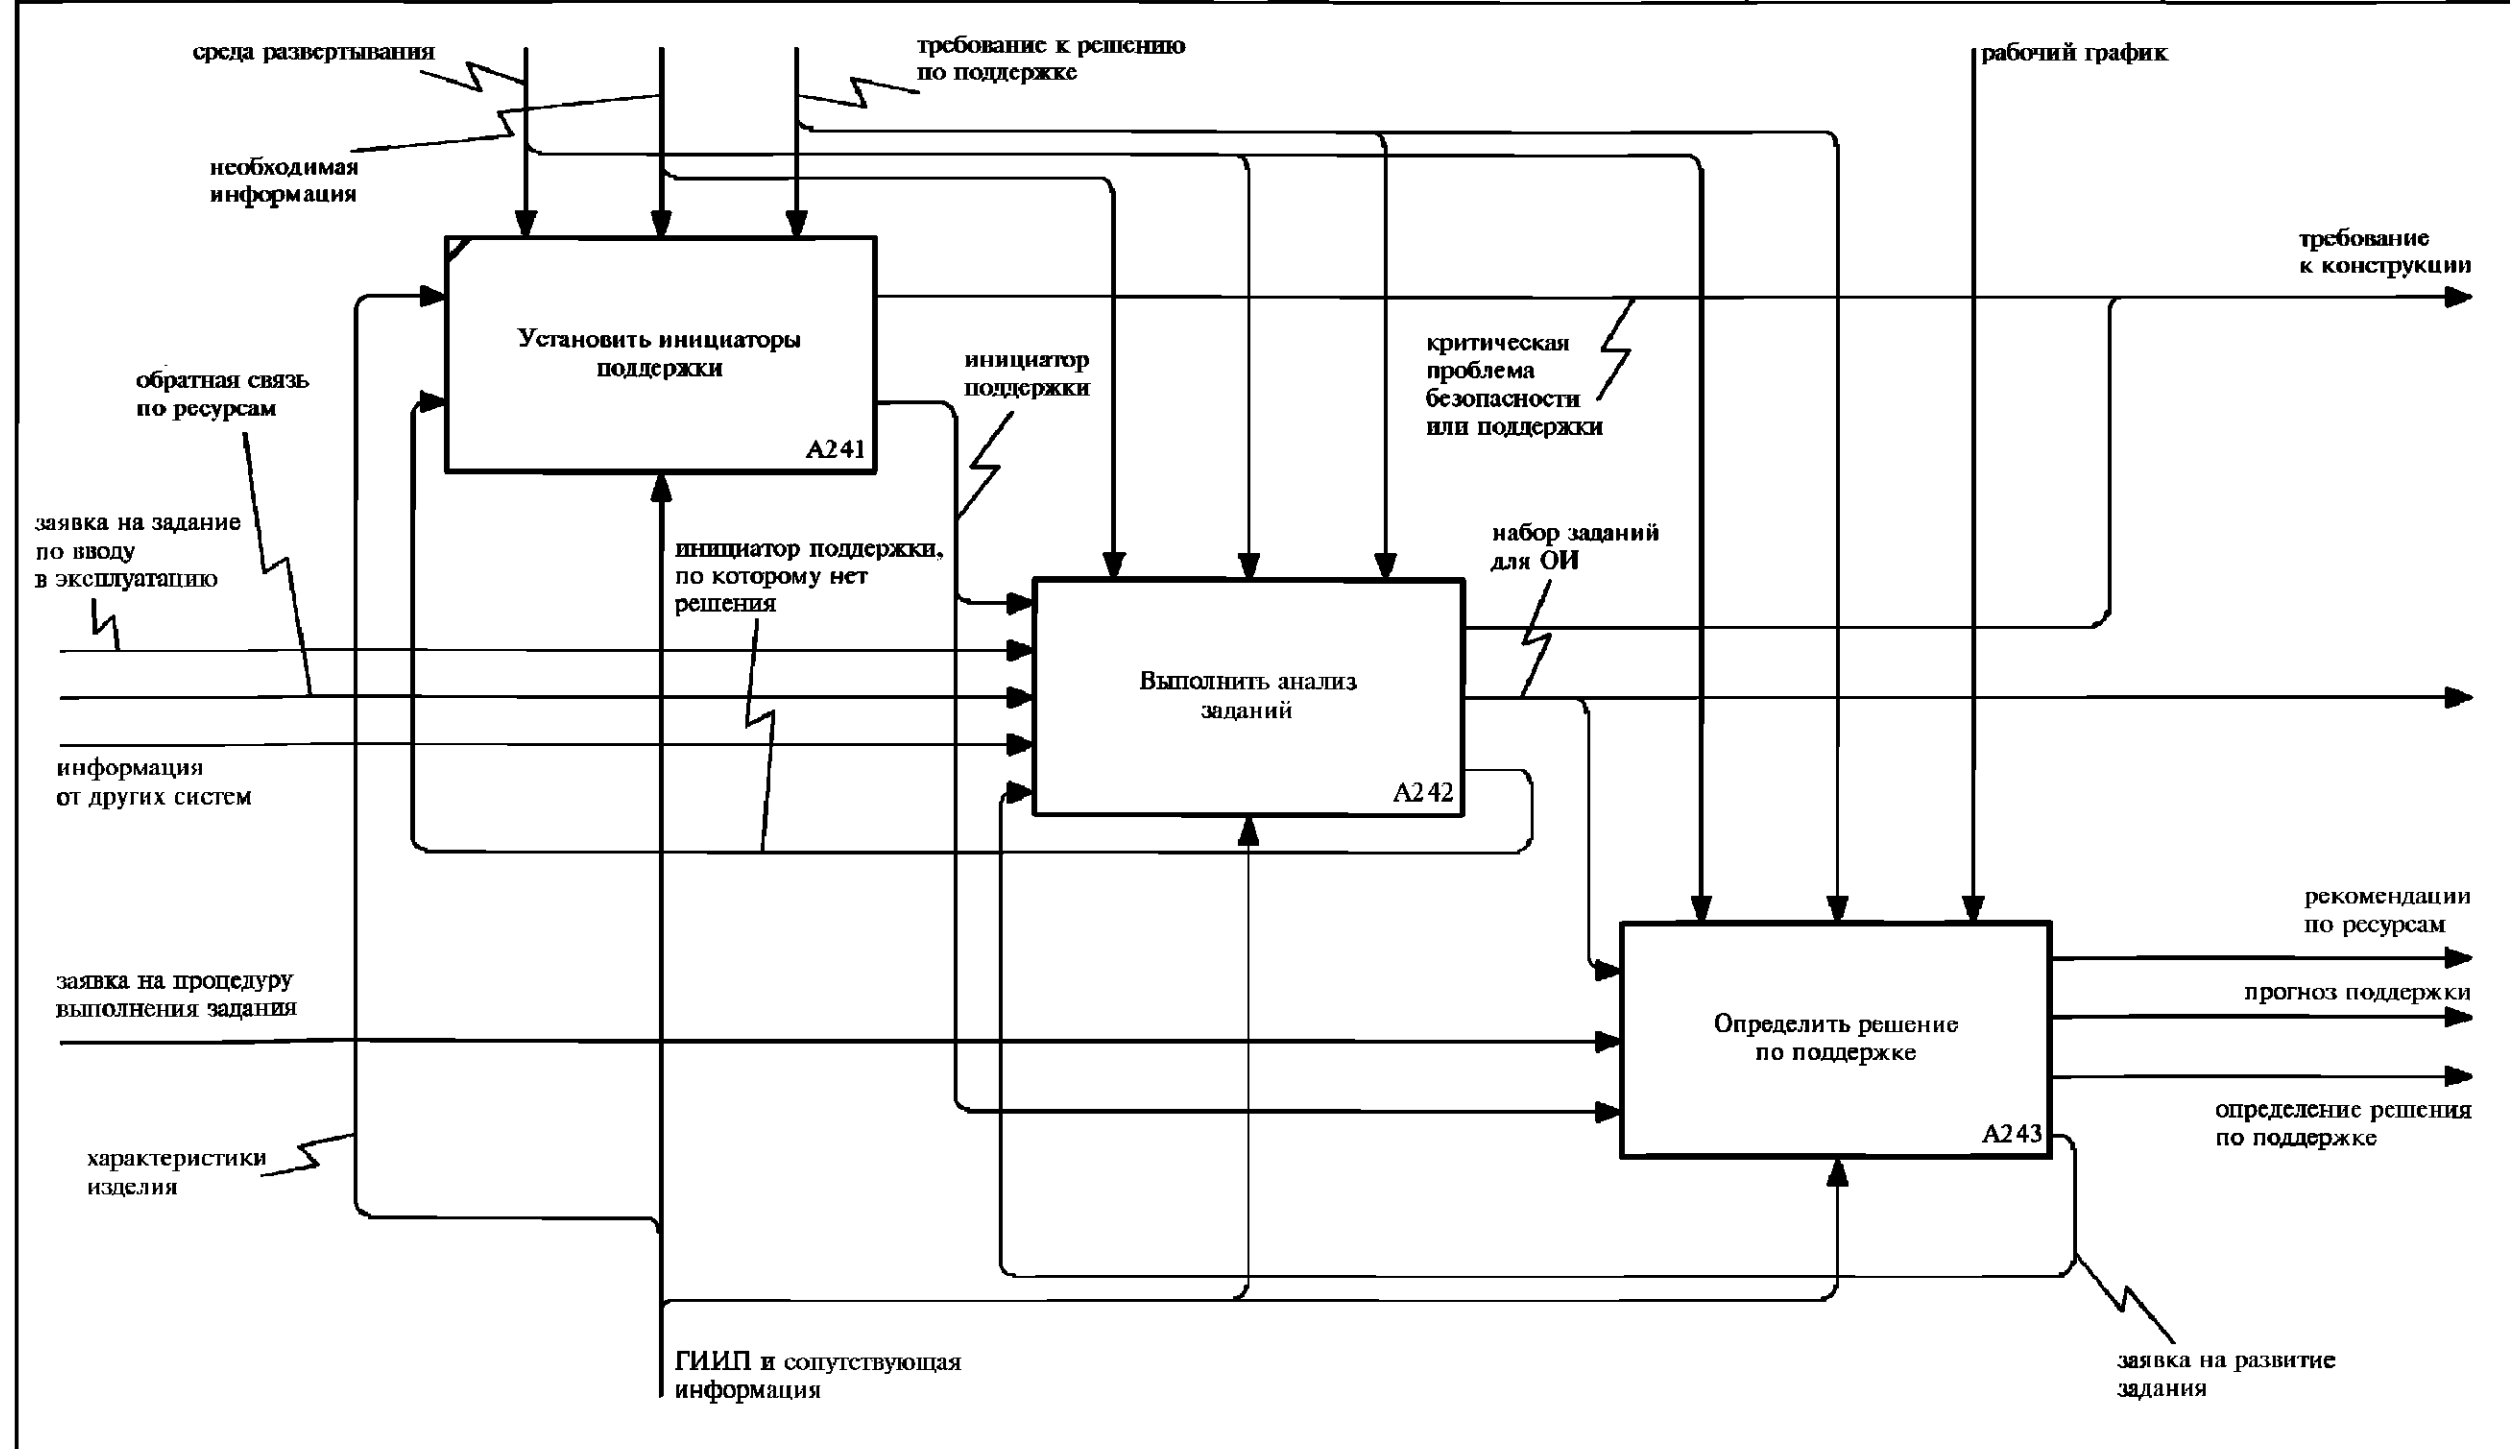 среда развертывания
требование к решению
по поддержке
рабочий график
необходимая
информация
требование
к конструкции
Установить инициаторы
поддержки
А241
инициатор
поддержки
критическая
проблема
безопасности
или поддержки
обратная связь
по ресурсам
заявка на задание
по вводу
в эксплуатацию
инициатор поддержки,
по которому нет
решения
набор заданий
для ОИ
Выполнить анализ
заданий
А242
информация
от других систем
рекомендации
по ресурсам
заявка на процедуру
выполнения задания
прогноз поддержки
Определить решение
по поддержке
А243
определение решения
по поддержке
характеристики
изделия
ГИИП и сопутствующая
информация
заявка на развитие
задания